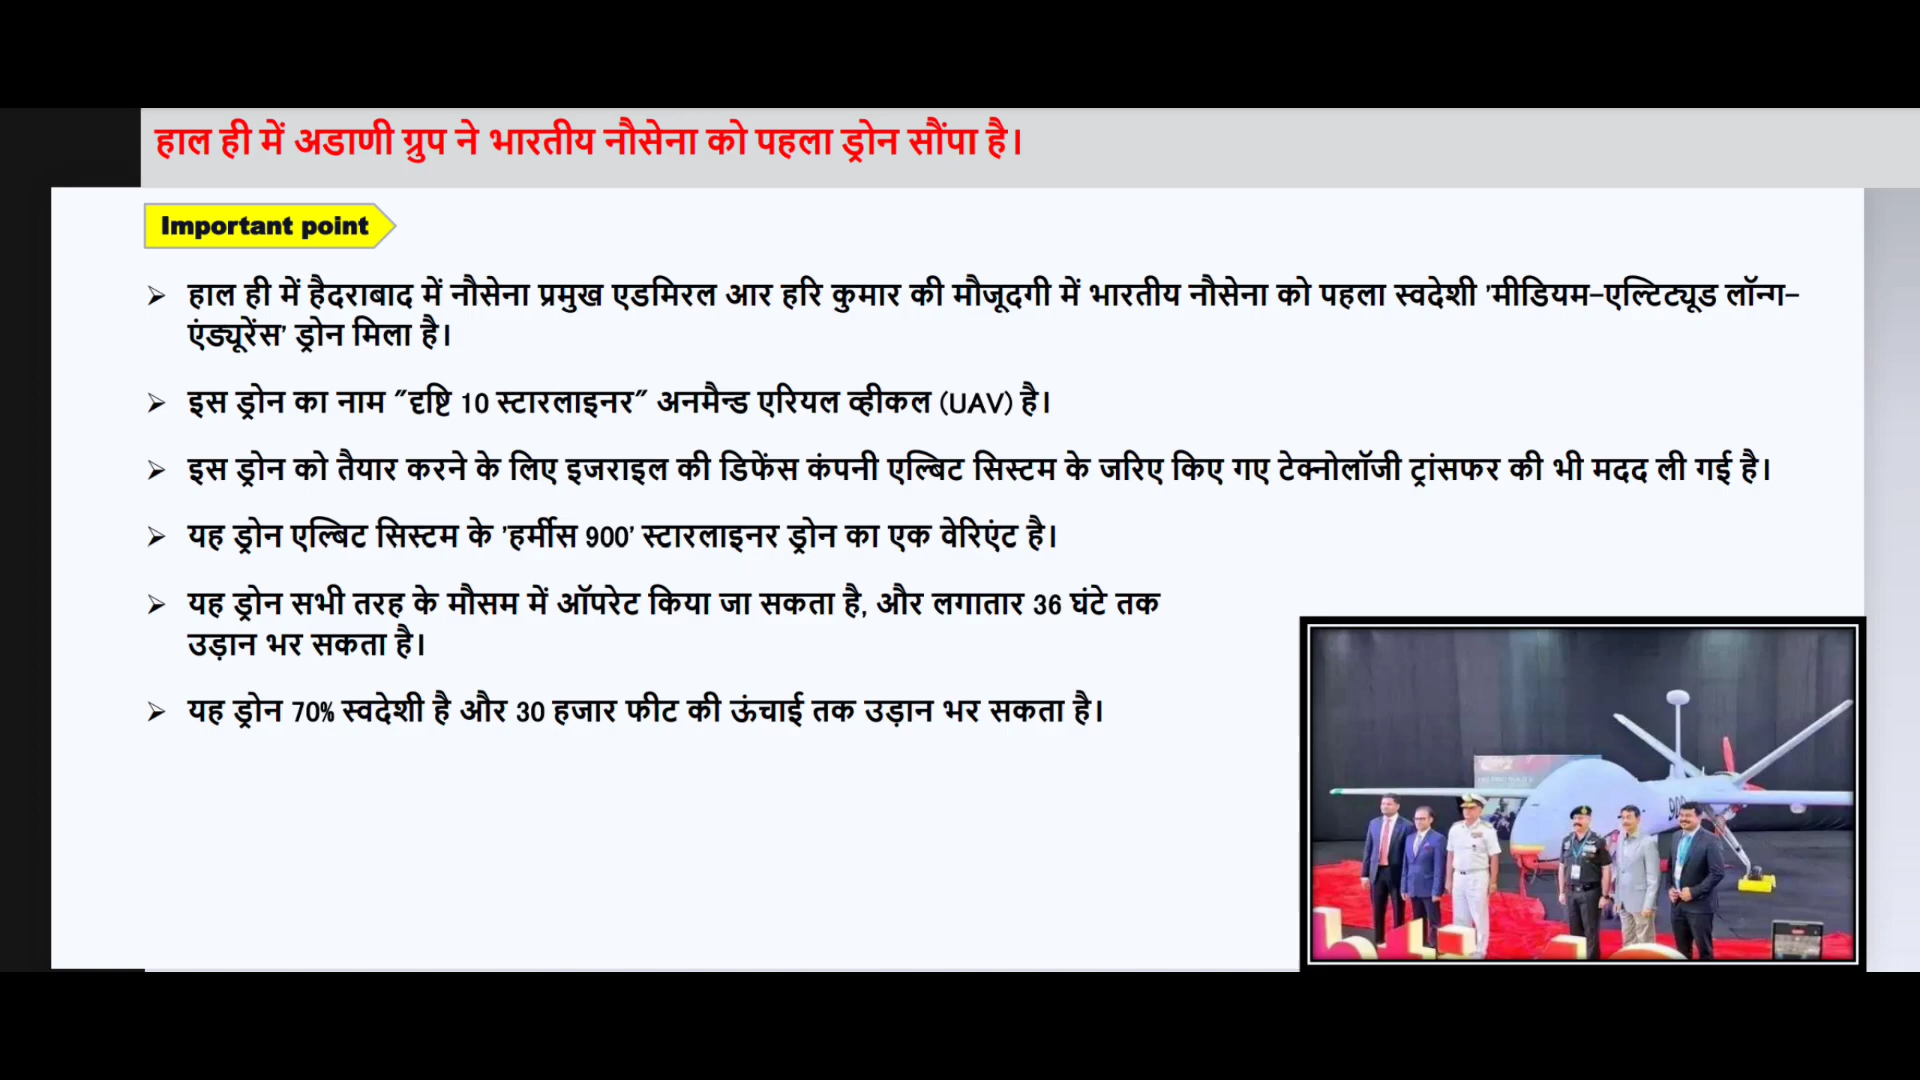 हाल ही में अडाणी ग्रुप ने भारतीय नौसेना को पहला ड्रोन सौंपा है।
Important point
➢ हाल ही में हैदराबाद में नौसेना प्रमुख एडमिरल आर हरि कुमार की मौजूदगी में भारतीय नौसेना को पहला स्वदेशी 'मीडियम-एल्टिट्यूड लॉन्ग-
एंड्यूरेंस' ड्रोन मिला है।
➢ इस ड्रोन का नाम "दृष्टि 10 स्टारलाइनर" अनमैन्ड एरियल व्हीकल (UAV) है।
➢ इस ड्रोन को तैयार करने के लिए इजराइल की डिफेंस कंपनी एल्बिट सिस्टम के जरिए किए गए टेक्नोलॉजी ट्रांसफर की भी मदद ली गई है।
➢ यह ड्रोन एल्बिट सिस्टम के 'हर्मीस 900' स्टारलाइनर ड्रोन का एक वेरिएंट है।
➢ यह ड्रोन सभी तरह के मौसम में ऑपरेट किया जा सकता है, और लगातार 36 घंटे तक
उड़ान भर सकता है।
➢ यह ड्रोन 70% स्वदेशी है और 30 हजार फीट की ऊंचाई तक उड़ान भर सकता है।